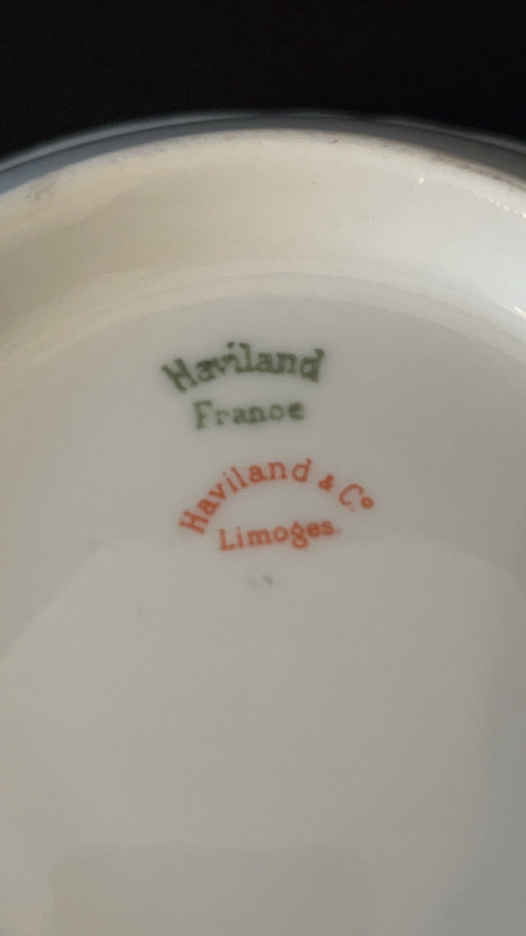 Haviland
France
Haviland & Co
Limoges.